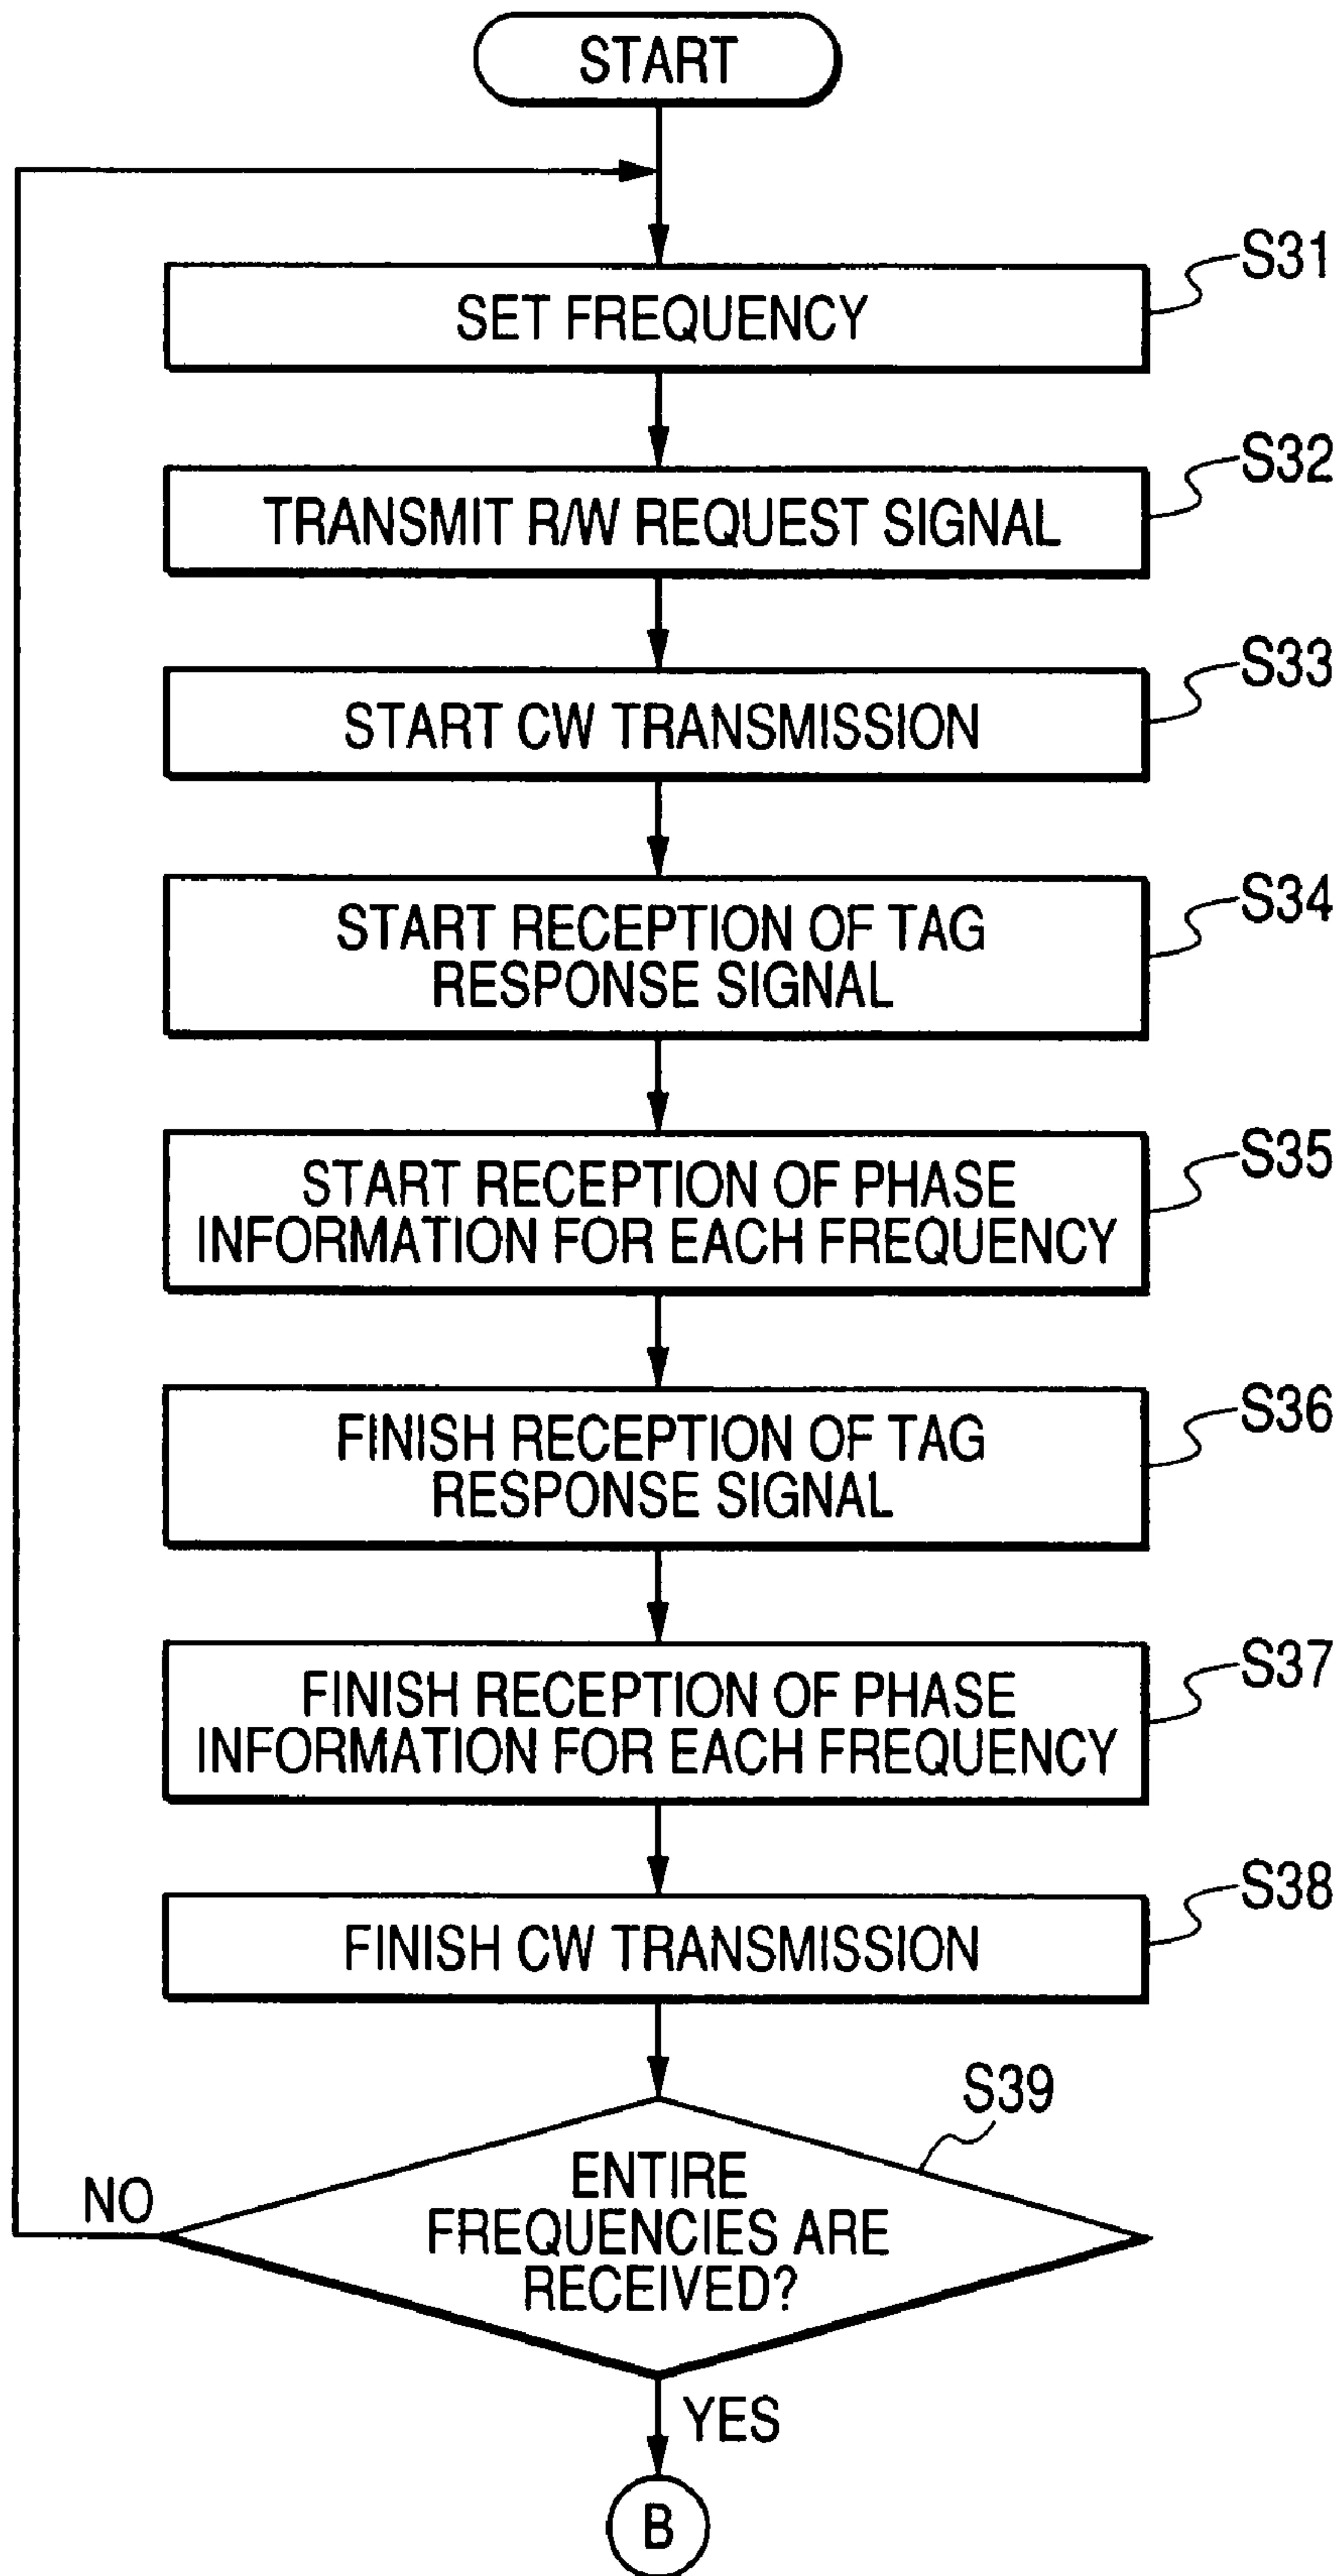 START
S31
SET FREQUENCY
S32
TRANSMIT R/W REQUEST SIGNAL
S33
START CW TRANSMISSION
S34
START RECEPTION OF TAG
RESPONSE SIGNAL
S35
START RECEPTION OF PHASE
INFORMATION FOR EACH FREQUENCY
S36
FINISH RECEPTION OF TAG
RESPONSE SIGNAL
S37
FINISH RECEPTION OF PHASE
INFORMATION FOR EACH FREQUENCY
S38
FINISH CW TRANSMISSION
S39
ENTIRE
FREQUENCIES ARE
RECEIVED?
NO
YES
B